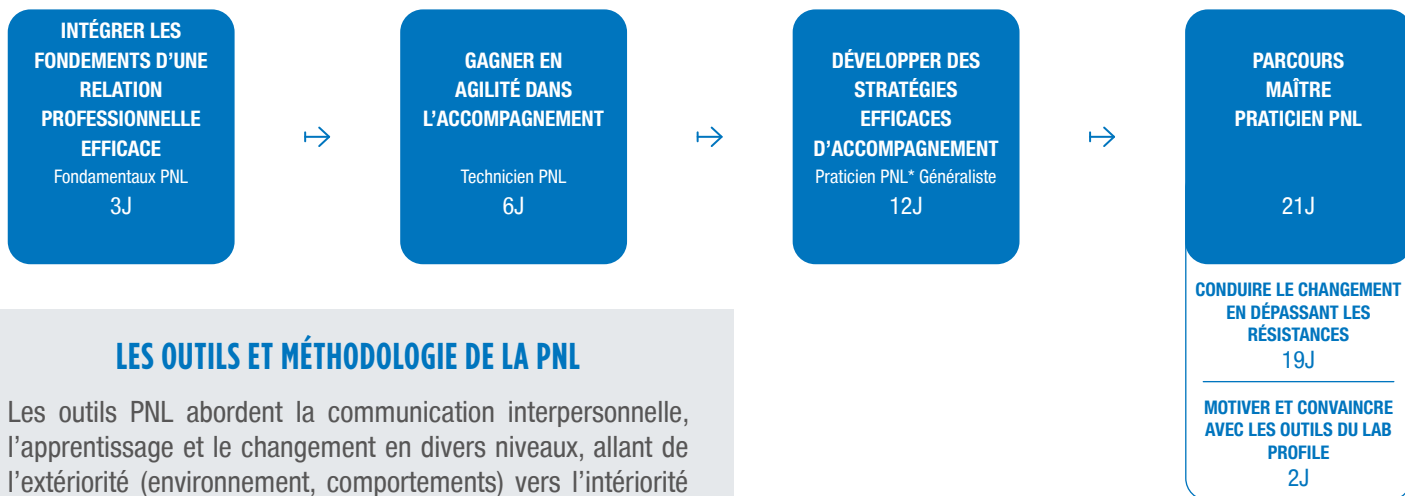 INTÉGRER LES
FONDEMENTS D’UNE
RELATION
PROFESSIONNELLE
EFFICACE
Fondamentaux PNL
3J
↦
GAGNER EN
AGILITÉ DANS
L’ACCOMPAGNEMENT
Technicien PNL
6J
↦
DÉVELOPPER DES
STRATÉGIES
EFFICACES
D’ACCOMPAGNEMENT
Praticien PNL* Généraliste
12J
↦
PARCOURS
MAÎTRE
PRATICIEN PNL
21J
CONDUIRE LE CHANGEMENT
EN DÉPASSANT LES
RÉSISTANCES
19J
MOTIVER ET CONVAINCRE
AVEC LES OUTILS DU LAB
PROFILE
2J
LES OUTILS ET MÉTHODOLOGIE DE LA PNL
Les outils PNL abordent la communication interpersonnelle,
l’apprentissage et le changement en divers niveaux, allant de
l’extériorité (environnement, comportements) vers l’intériorité